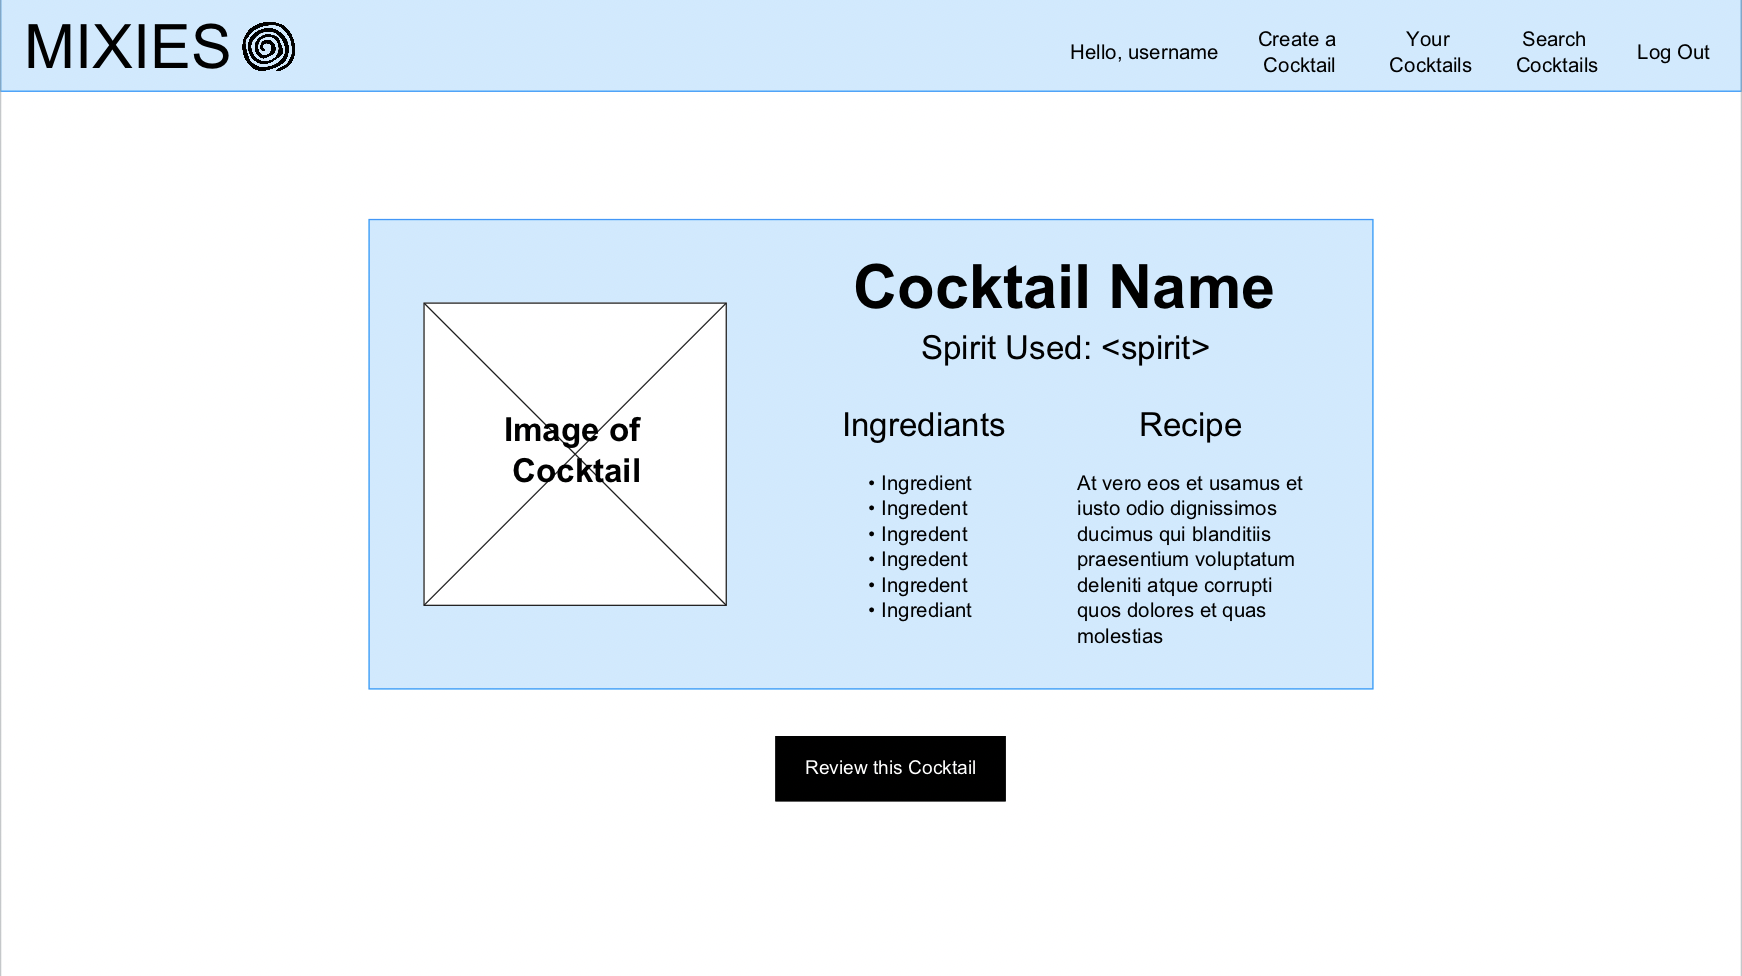 MIXIES
Hello, username
Create a
Cocktail
Your
Cocktails
Search
Cocktails
Log Out
Cocktail Name
Spirit Used: <spirit>
Image of
Cocktail
Ingrediants
• Ingredient
• Ingredent
• Ingredent
• Ingredent
• Ingredent
• Ingrediant
Recipe
At vero eos et usamus et
iusto odio dignissimos
ducimus qui blanditiis
praesentium voluptatum
deleniti atque corrupti
quos dolores et quas
molestias
Review this Cocktail